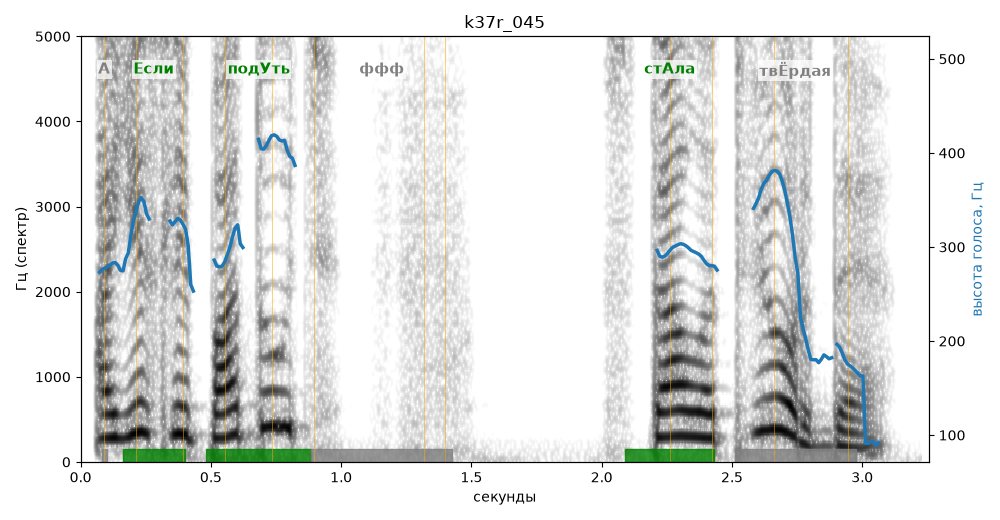 k37r_045
5000
4000
3000
2000
1000
0
Гц (спектр)
А Если подУть ффф стАла твЁрдая
500
400
300
200
100
высота голоса, Гц
0.0 0.5 1.0 1.5 2.0 2.5 3.0
секунды